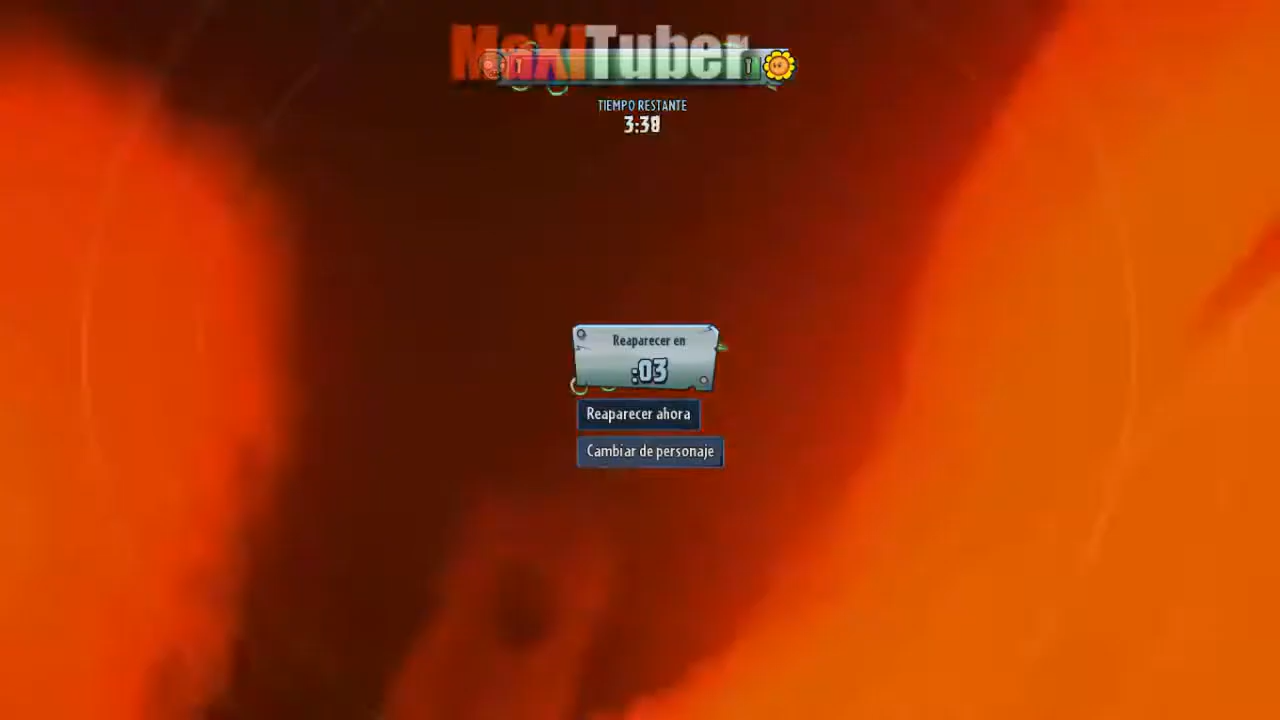 MaXiTuber
TIEMPO RESTANTE
3:38
Reaparecer en
:03
Reaparecer ahora
Cambiar de personaje